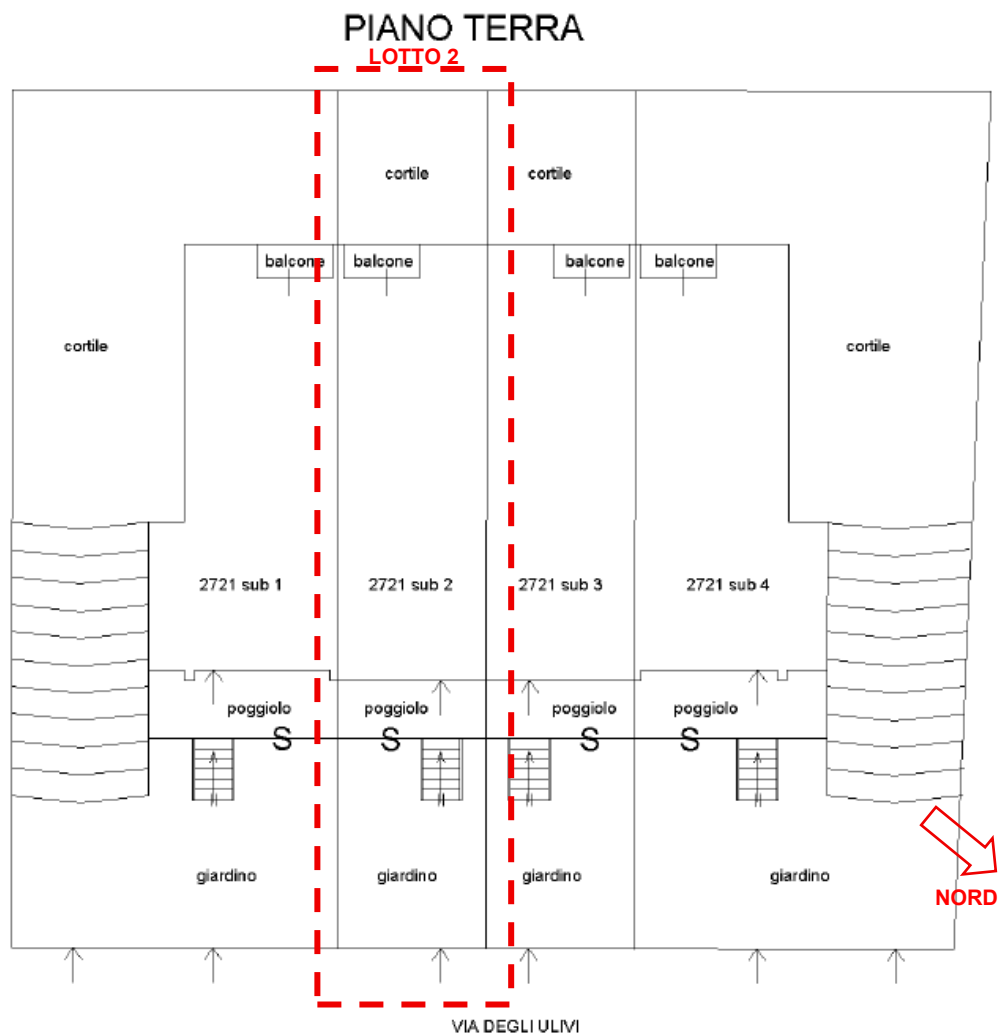 PIANO TERRA
LOTTO 2
cortile cortile
balcone balcone balcone balcone
cortile cortile
2721 sub 1 2721 sub 2 2721 sub 3 2721 sub 4
poggiolo poggiolo poggiolo poggiolo
S S S S
giardino giardino giardino giardino
NORD
VIA DEGLI ULIVI